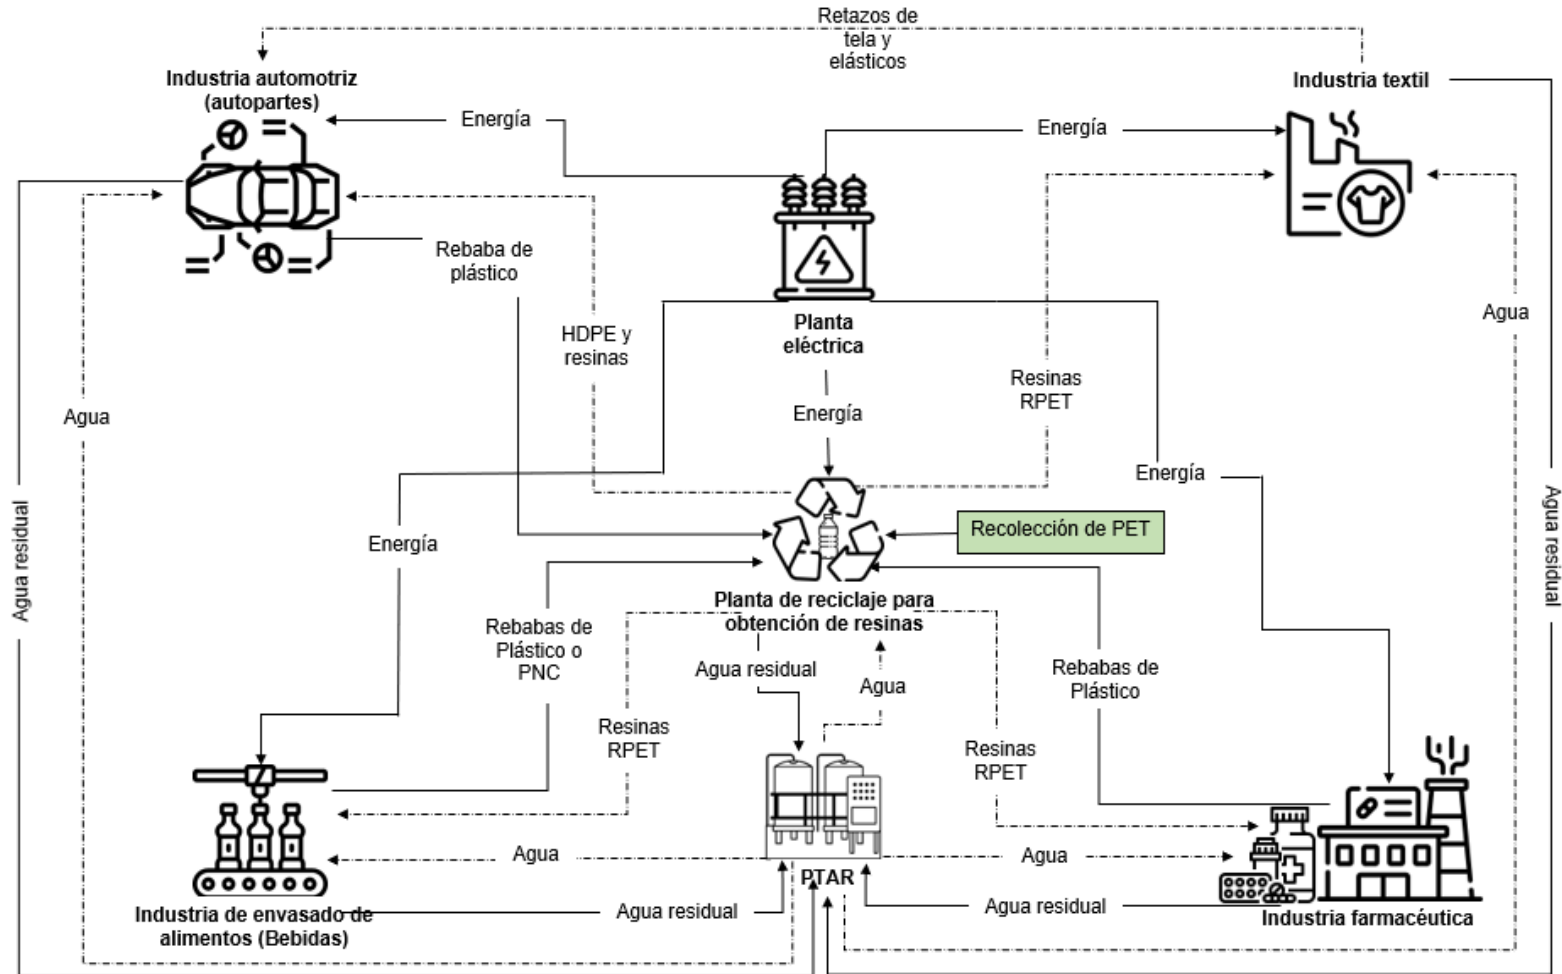 Retazos de
tela y
elásticos
Industria automotriz
(autopartes)
Industria textil
Energía
Energía
Rebaba de
plástico
HDPE y
resinas
Planta
eléctrica
Agua
Resinas
RPET
Agua
Energía
Energía
Agua residual
Agua residual
Recolección de PET
Energía
Planta de reciclaje para
obtención de resinas
Rebabas de
Plástico o
PNC
Agua residual
Agua
Rebabas de
Plástico
Resinas
RPET
Resinas
RPET
Agua
Agua
PTAR
Agua residual
Agua residual
Industria de envasado de
alimentos (Bebidas)
Industria farmacéutica